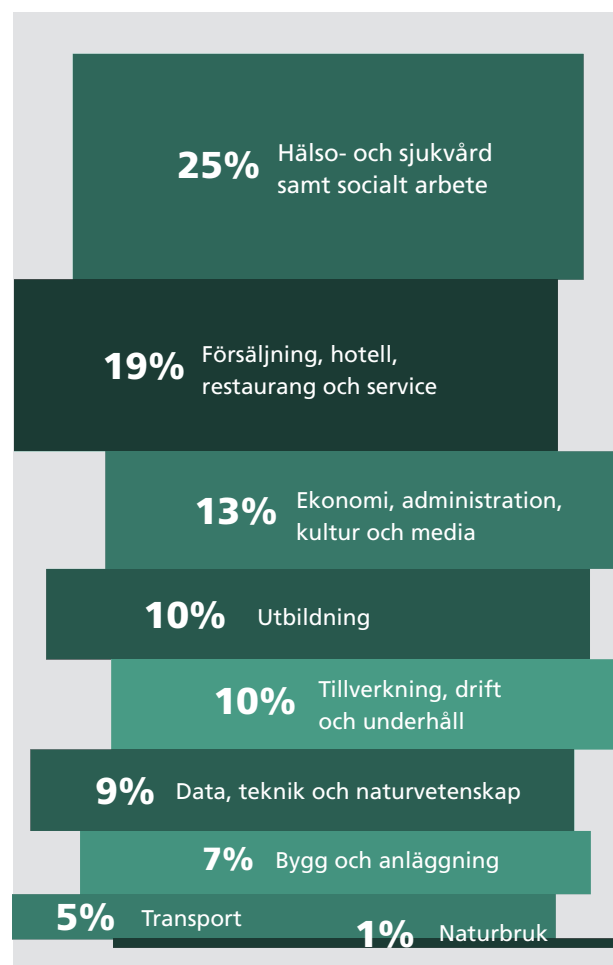 25% Hälso- och sjukvård
samt socialt arbete
19% Försäljning, hotell,
restaurang och service
13% Ekonomi, administration,
kultur och media
10% Utbildning
10% Tillverkning, drift
och underhåll
9% Data, teknik och naturvetenskap
7% Bygg och anläggning
5% Transport
1% Naturbruk